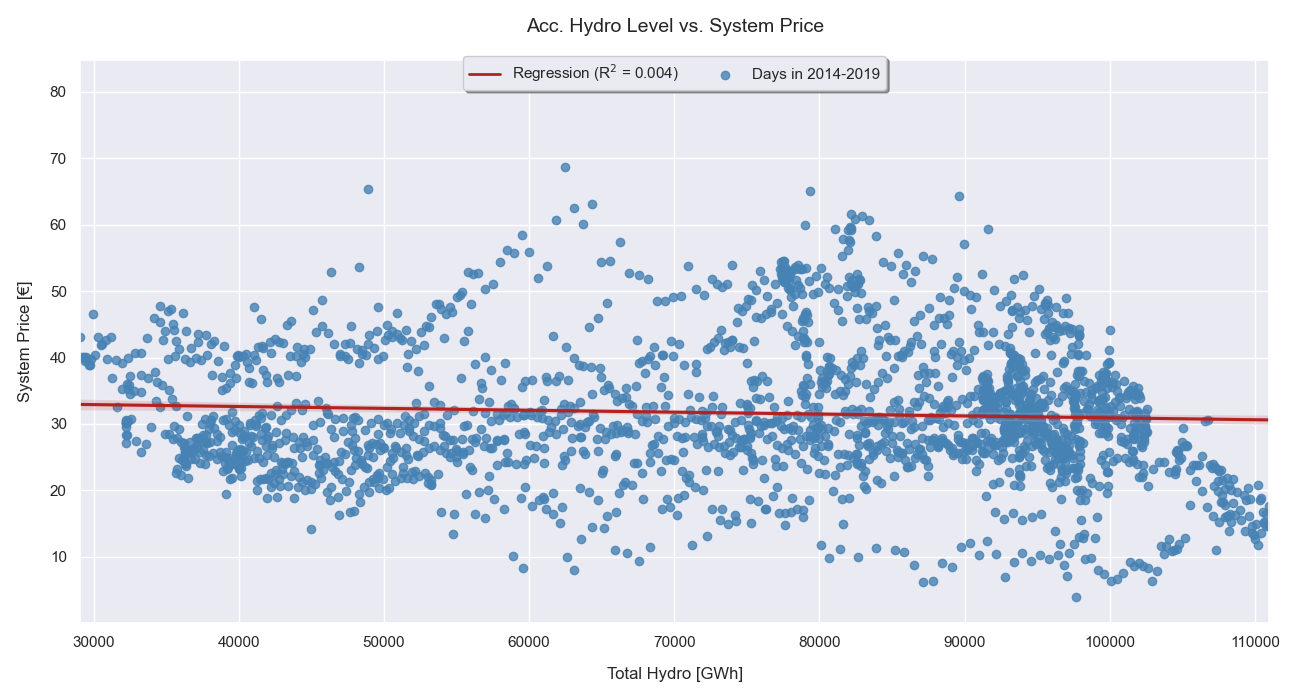 Acc. Hydro Level vs. System Price
Regression (R² = 0.004) Days in 2014-2019
80
70
60
50
40
30
20
10
System Price [€]
30000 40000 50000 60000 70000 80000 90000 100000 110000
Total Hydro [GWh]